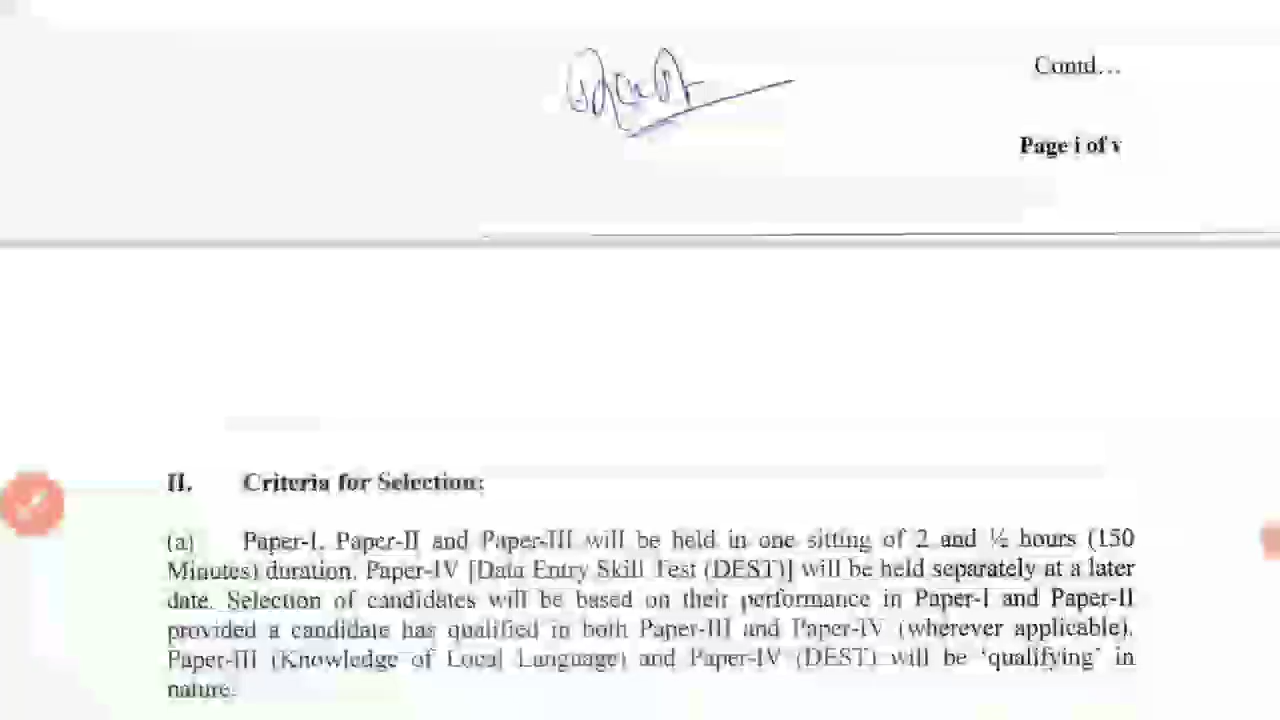 Contd...
Page i of v
II. Criteria for Selection:
(a) Paper-I, Paper-II and Paper-III will be held in one sitting of 2 and ½ hours (150
Minutes) duration. Paper-IV [Data Entry Skill Test (DEST)] will be held separately at a later
date. Selection of candidates will be based on their performance in Paper-I and Paper-II
provided a candidate has qualified in both Paper-III and Paper-IV (wherever applicable).
Paper-III (Knowledge of Local Language) and Paper-IV (DEST) will be 'qualifying' in
nature.